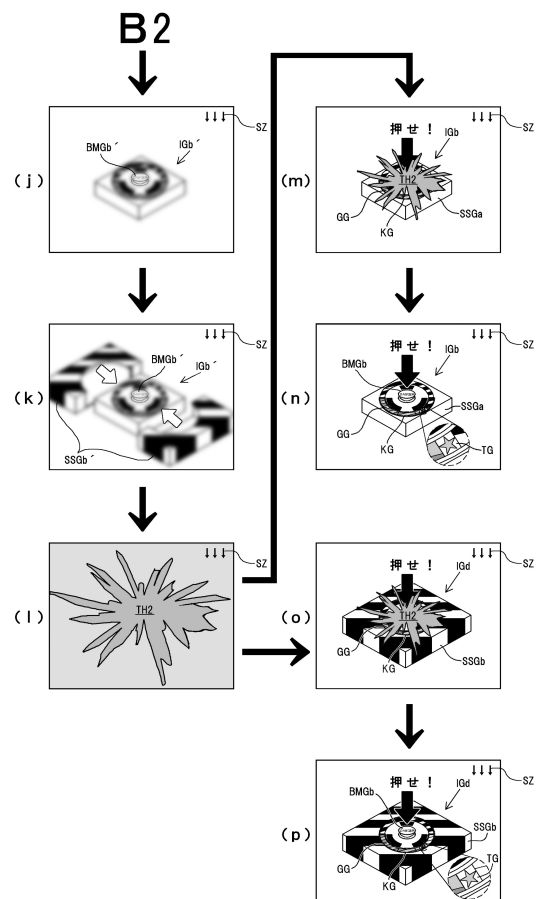 B2
(j)
BMGb´
IGb´
SZ
(k)
BMGb´
IGb´
SZ
SSGb´
(l)
TH2
SZ
(m)
押せ!
IGb
SZ
TH2
GG
KG
SSGa
(n)
押せ!
IGb
SZ
BMGb
SSGa
GG
KG
TG
(o)
押せ!
IGd
SZ
TH2
GG
KG
SSGb
(p)
押せ!
IGd
SZ
BMGb
SSGb
GG
KG
TG